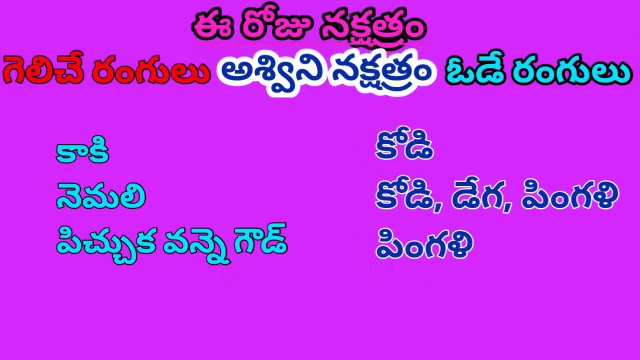 ఈ రోజు నక్షత్రం
గెలిచే రంగులు అశ్విని నక్షత్రం ఓడే రంగులు
కాకి కోడి
నెమలి కోడి, డేగ, పింగళి
పిచ్చుక వన్నె గౌడ్ పింగళి